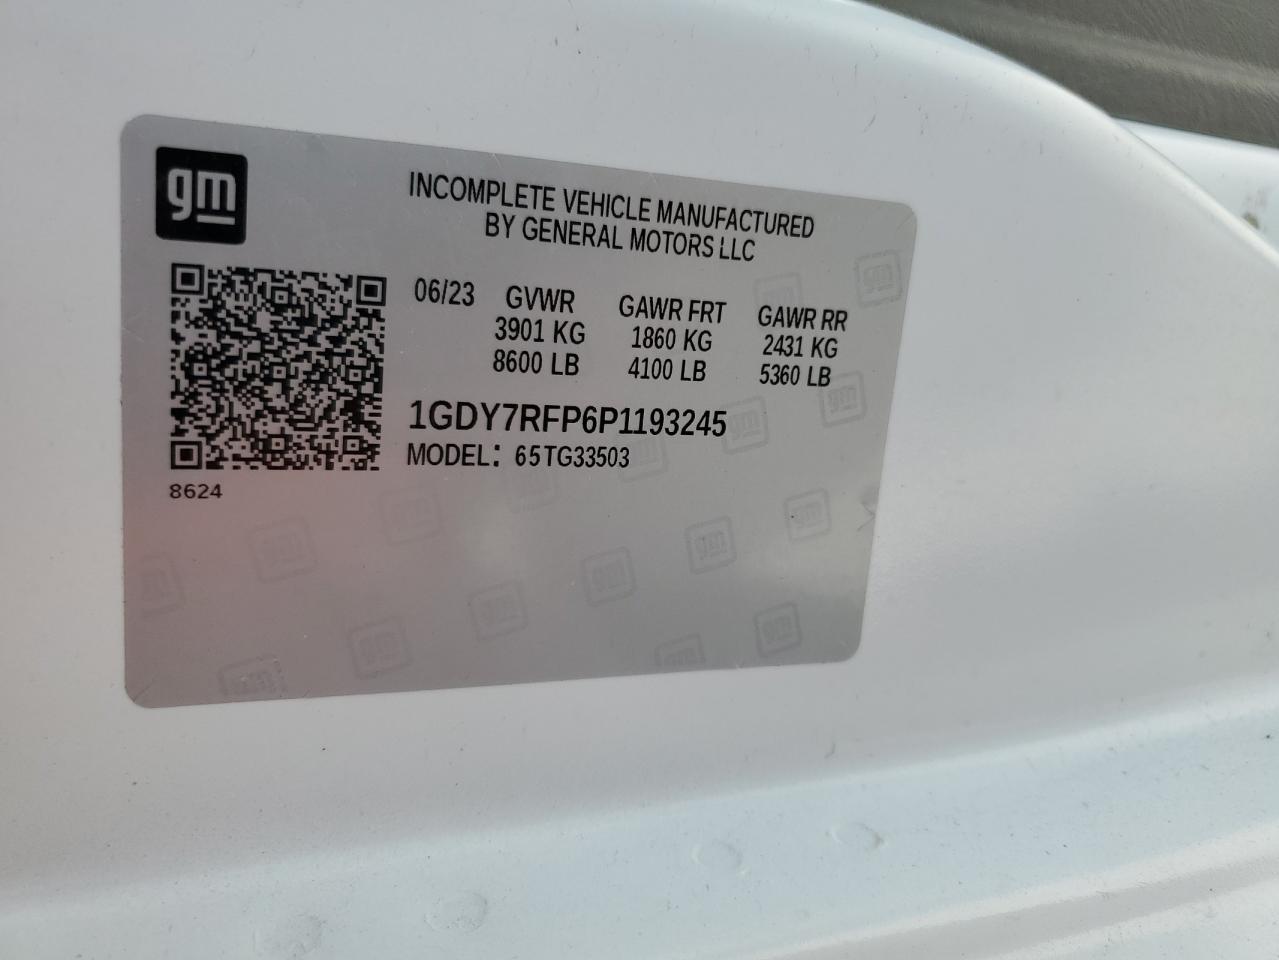 gm
INCOMPLETE VEHICLE MANUFACTURED
BY GENERAL MOTORS LLC
06/23 GVWR GAWR FRT GAWR RR
3901 KG 1860 KG 2431 KG
8600 LB 4100 LB 5360 LB
1GDY7RFP6P1193245
MODEL: 65TG33503
8624